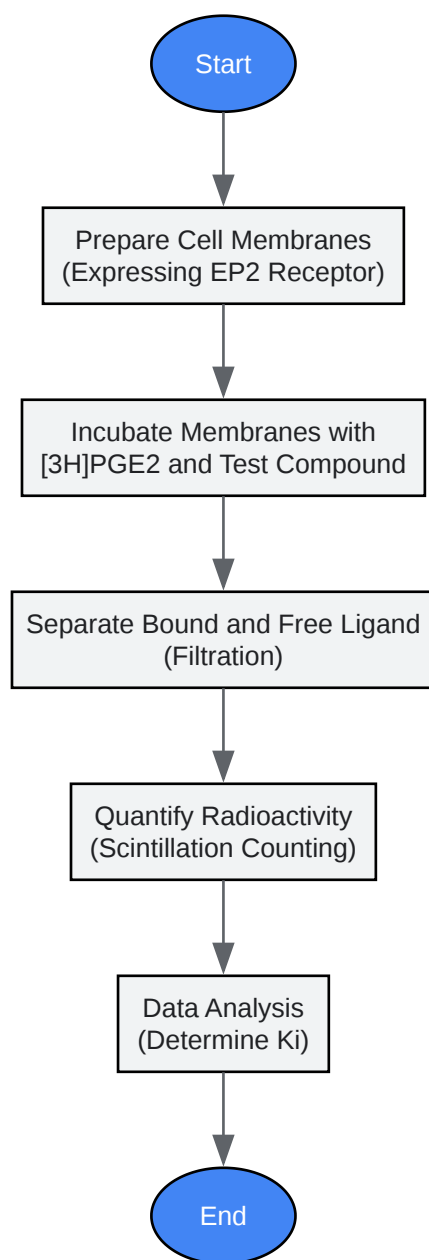 Start
Prepare Cell Membranes
(Expressing EP2 Receptor)
Incubate Membranes with
[3H]PGE2 and Test Compound
Separate Bound and Free Ligand
(Filtration)
Quantify Radioactivity
(Scintillation Counting)
Data Analysis
(Determine Ki)
End